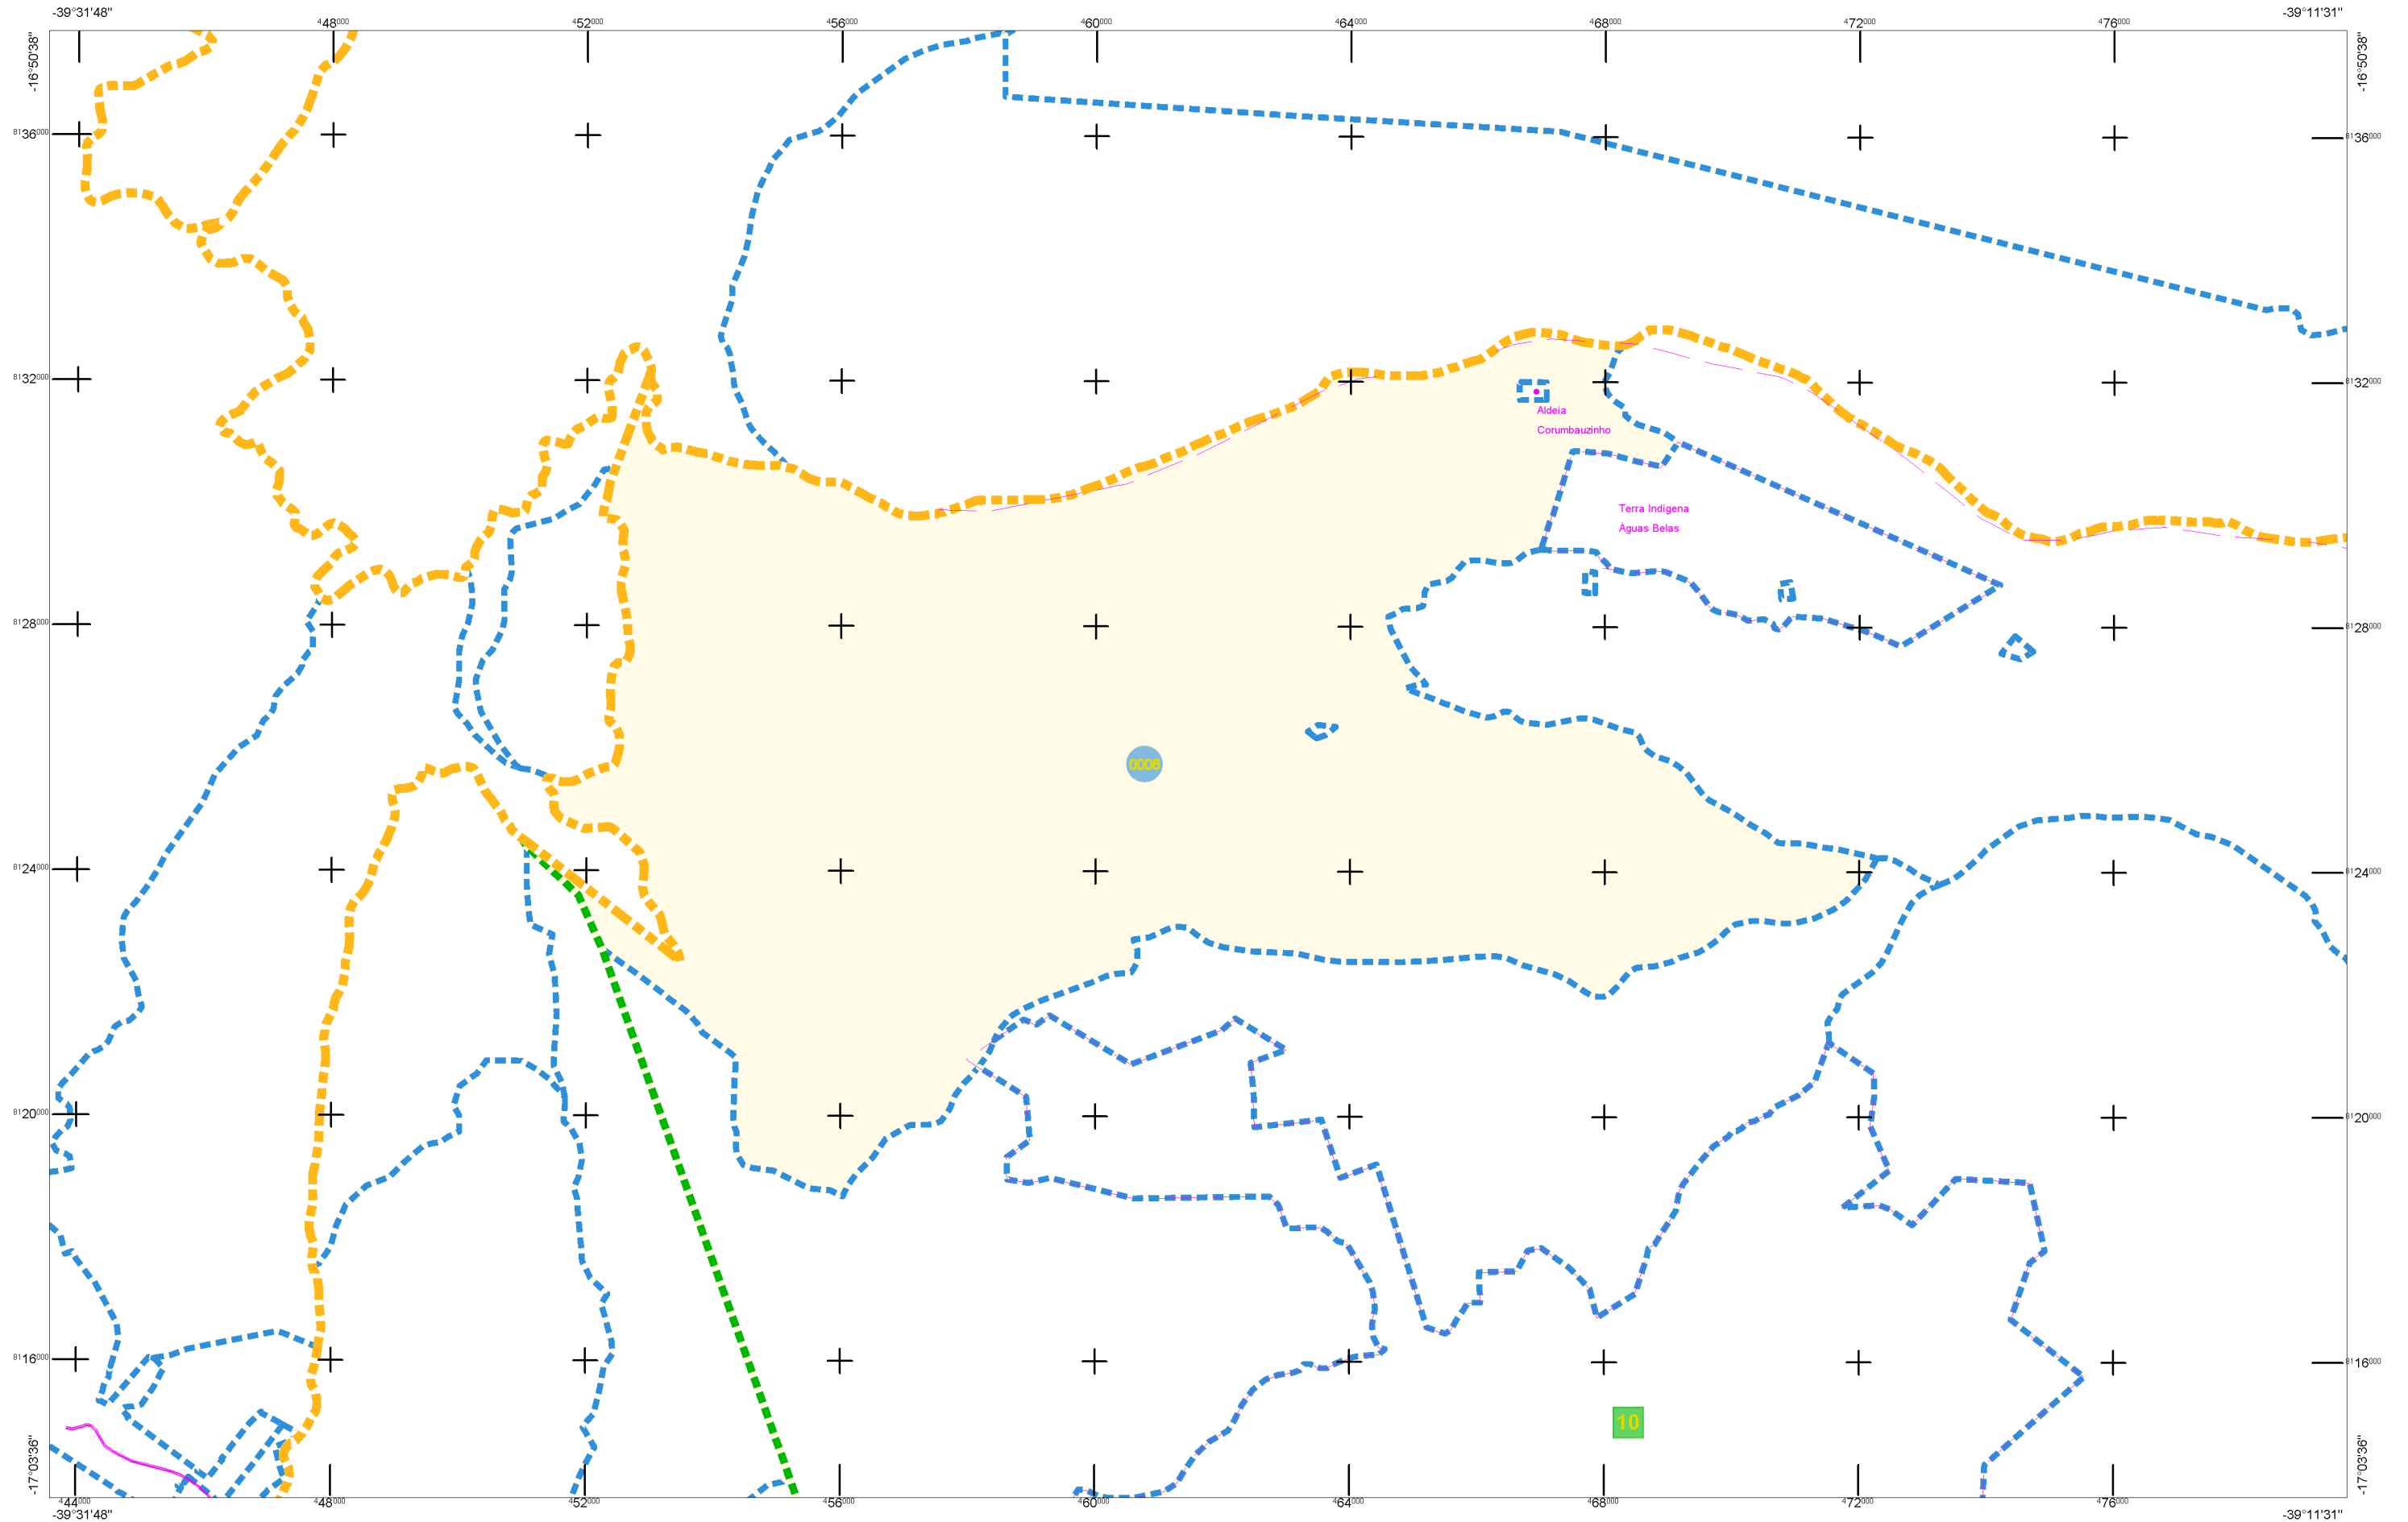 -39°31'48" -39°11'31"
448000 452000 456000 460000 464000 468000 472000 476000
-16°50'38" -16°50'38"
8136000 8136000
8132000 8132000
Aldeia
Corumbauzinho
Terra Indígena
Águas Belas
8128000 8128000
0006
8124000 8124000
8120000 8120000
8116000 8116000
10
-17°03'36" -17°03'36"
444000 448000 452000 456000 460000 464000 468000 472000 476000
-39°31'48" -39°11'31"